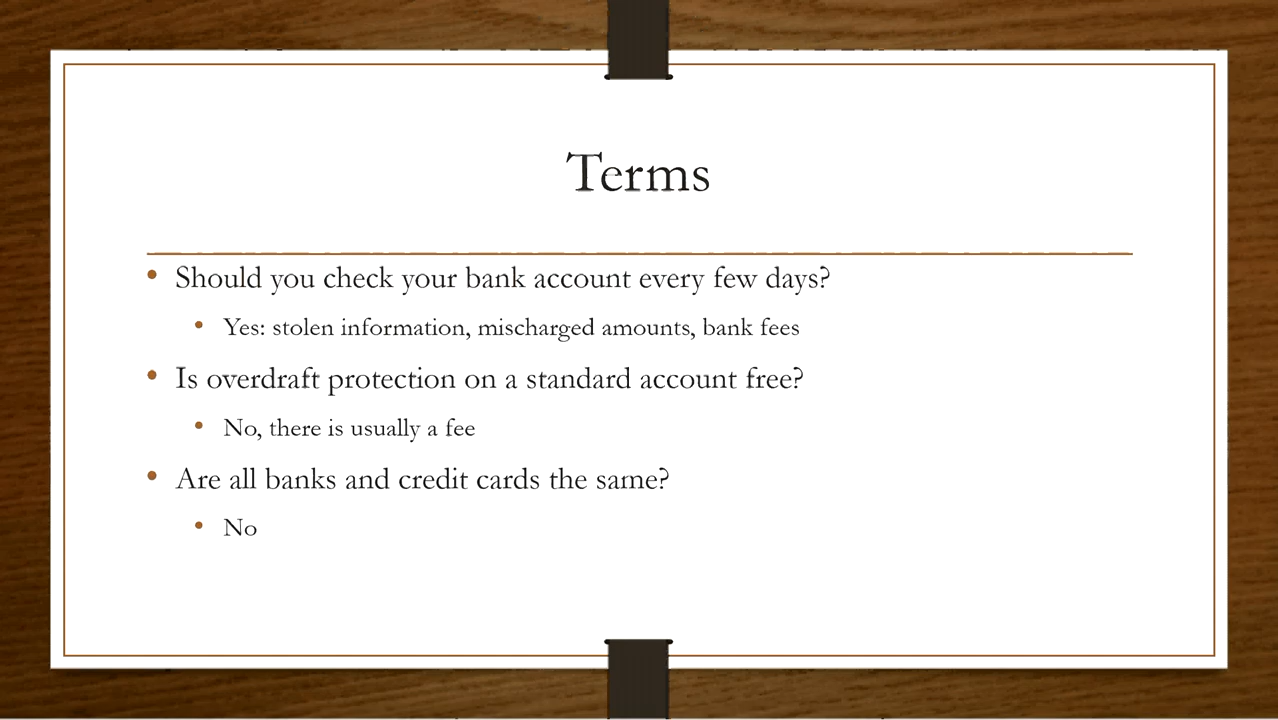 Terms
Should you check your bank account every few days?
Yes: stolen information, mischarged amounts, bank fees
Is overdraft protection on a standard account free?
No, there is usually a fee
Are all banks and credit cards the same?
No